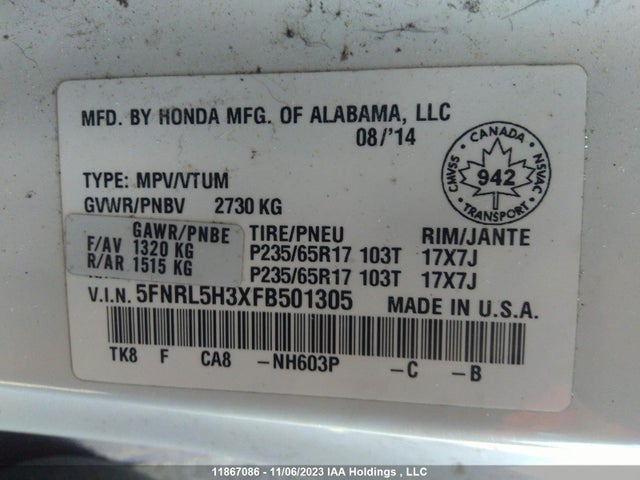 MFD. BY HONDA MFG. OF ALABAMA, LLC
08/'14
CANADA
CMVSS 942 NSVAC
TRANSPORT
TYPE: MPV/VTUM
GVWR/PNBV 2730 KG
GAWR/PNBE TIRE/PNEU RIM/JANTE
F/AV 1320 KG P235/65R17 103T 17X7J
R/AR 1515 KG P235/65R17 103T 17X7J
V.I.N. 5FNRL5H3XFB501305 MADE IN U.S.A.
TK8 F CA8 -NH603P -C -B
11867086 - 11/06/2023 IAA Holdings , LLC